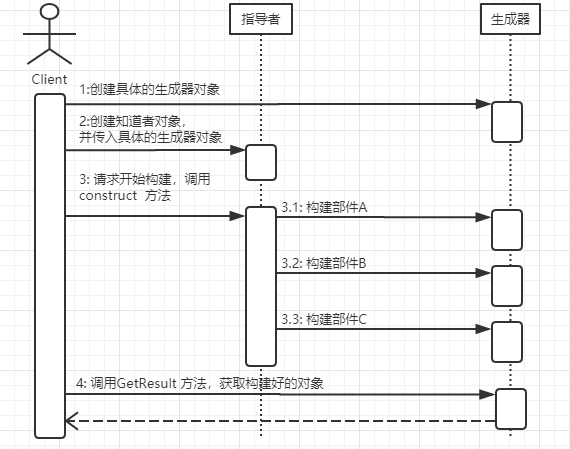 指导者
生成器
Client
1:创建具体的生成器对象
2:创建知道者对象，
并传入具体的生成器对象
3: 请求开始构建，调用
construct 方法
3.1: 构建部件A
3.2: 构建部件B
3.3: 构建部件C
4: 调用GetResult 方法，获取构建好的对象